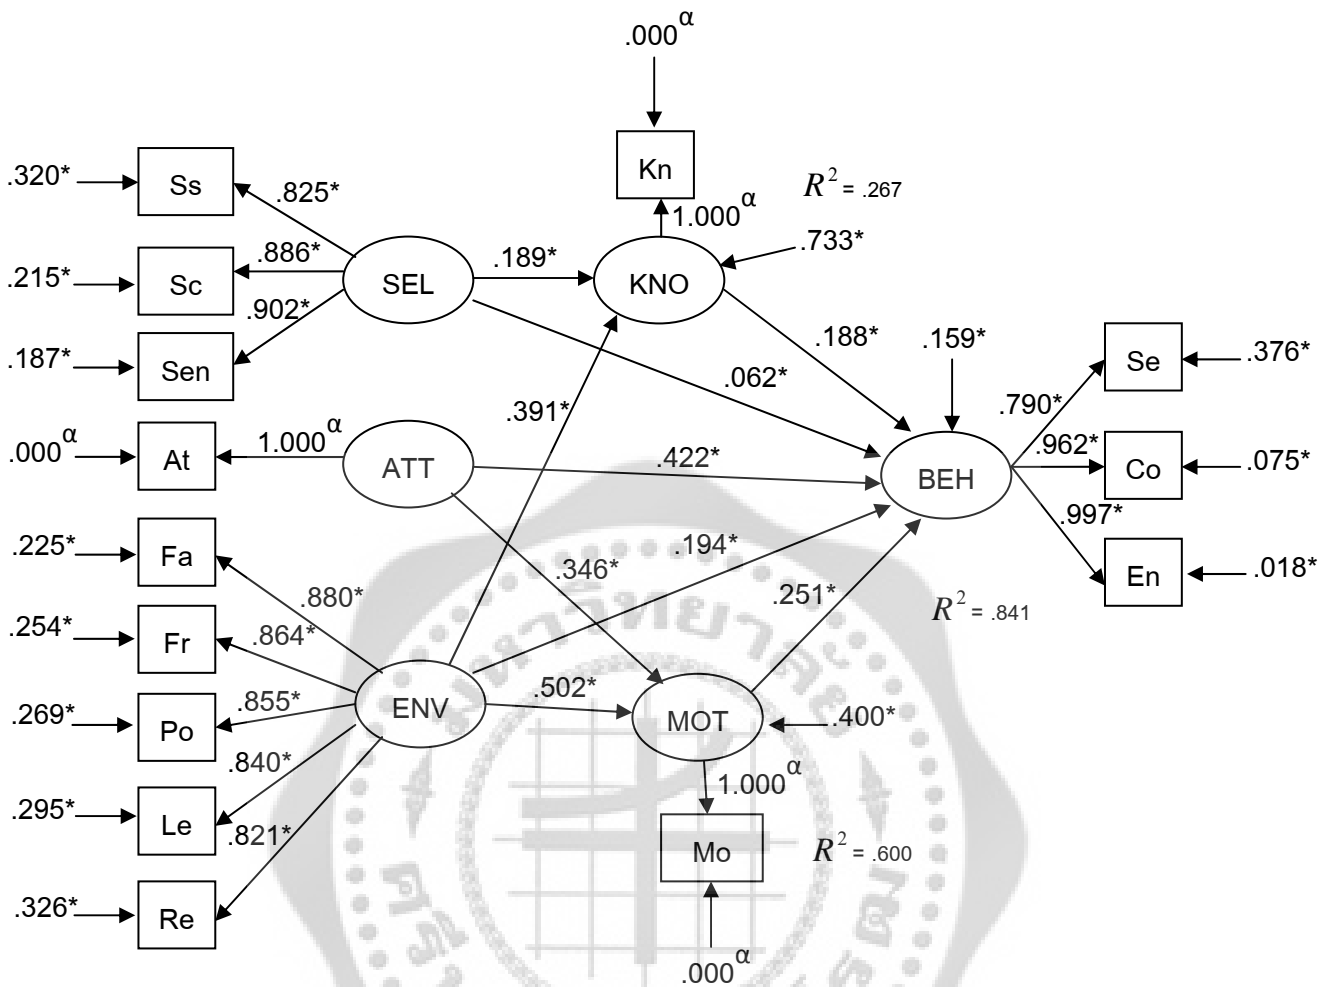 .000α
Kn
1.000α
R² = .267
.733*
.320*
Ss
.825*
.215*
Sc
.886*
.187*
Sen
.902*
SEL
.189*
KNO
.188*
.159*
.062*
.391*
Se
.376*
.790*
.962*
Co
.075*
.997*
En
.018*
BEH
R² = .841
.000α
At
1.000α
ATT
.422*
.346*
.194*
.251*
.225*
Fa
.880*
.254*
Fr
.864*
.269*
Po
.855*
.295*
Le
.840*
.326*
Re
.821*
ENV
.502*
MOT
.400*
1.000α
Mo
R² = .600
.000α